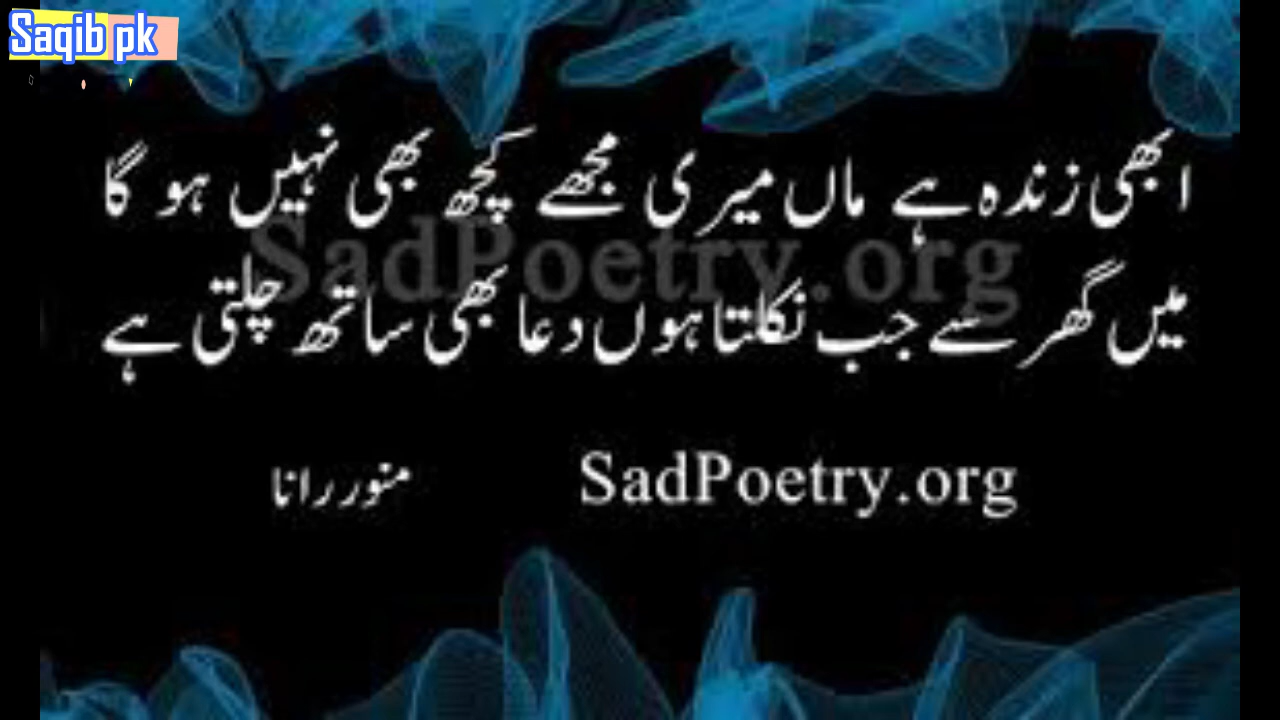 Saqib pk
ابھی زندہ ہے ماں میری مجھے کچھ بھی نہیں ہو گا
SadPoetry.org
میں گھر سے جب نکلتا ہوں دعا بھی ساتھ چلتی ہے
SadPoetry.org منور رانا